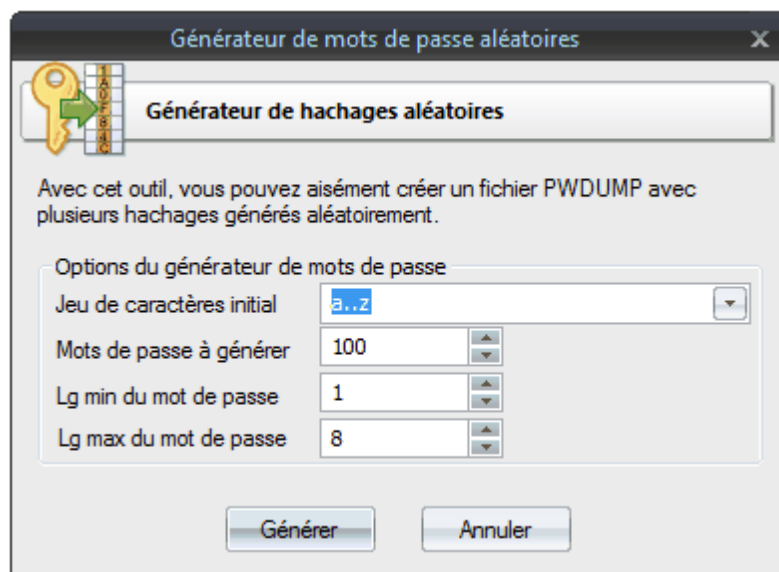 Générateur de mots de passe aléatoires
Générateur de hachages aléatoires
Avec cet outil, vous pouvez aisément créer un fichier PWDUMP avec
plusieurs hachages générés aléatoirement.
Options du générateur de mots de passe
Jeu de caractères initial a..z
Mots de passe à générer 100
Lg min du mot de passe 1
Lg max du mot de passe 8
Générer Annuler